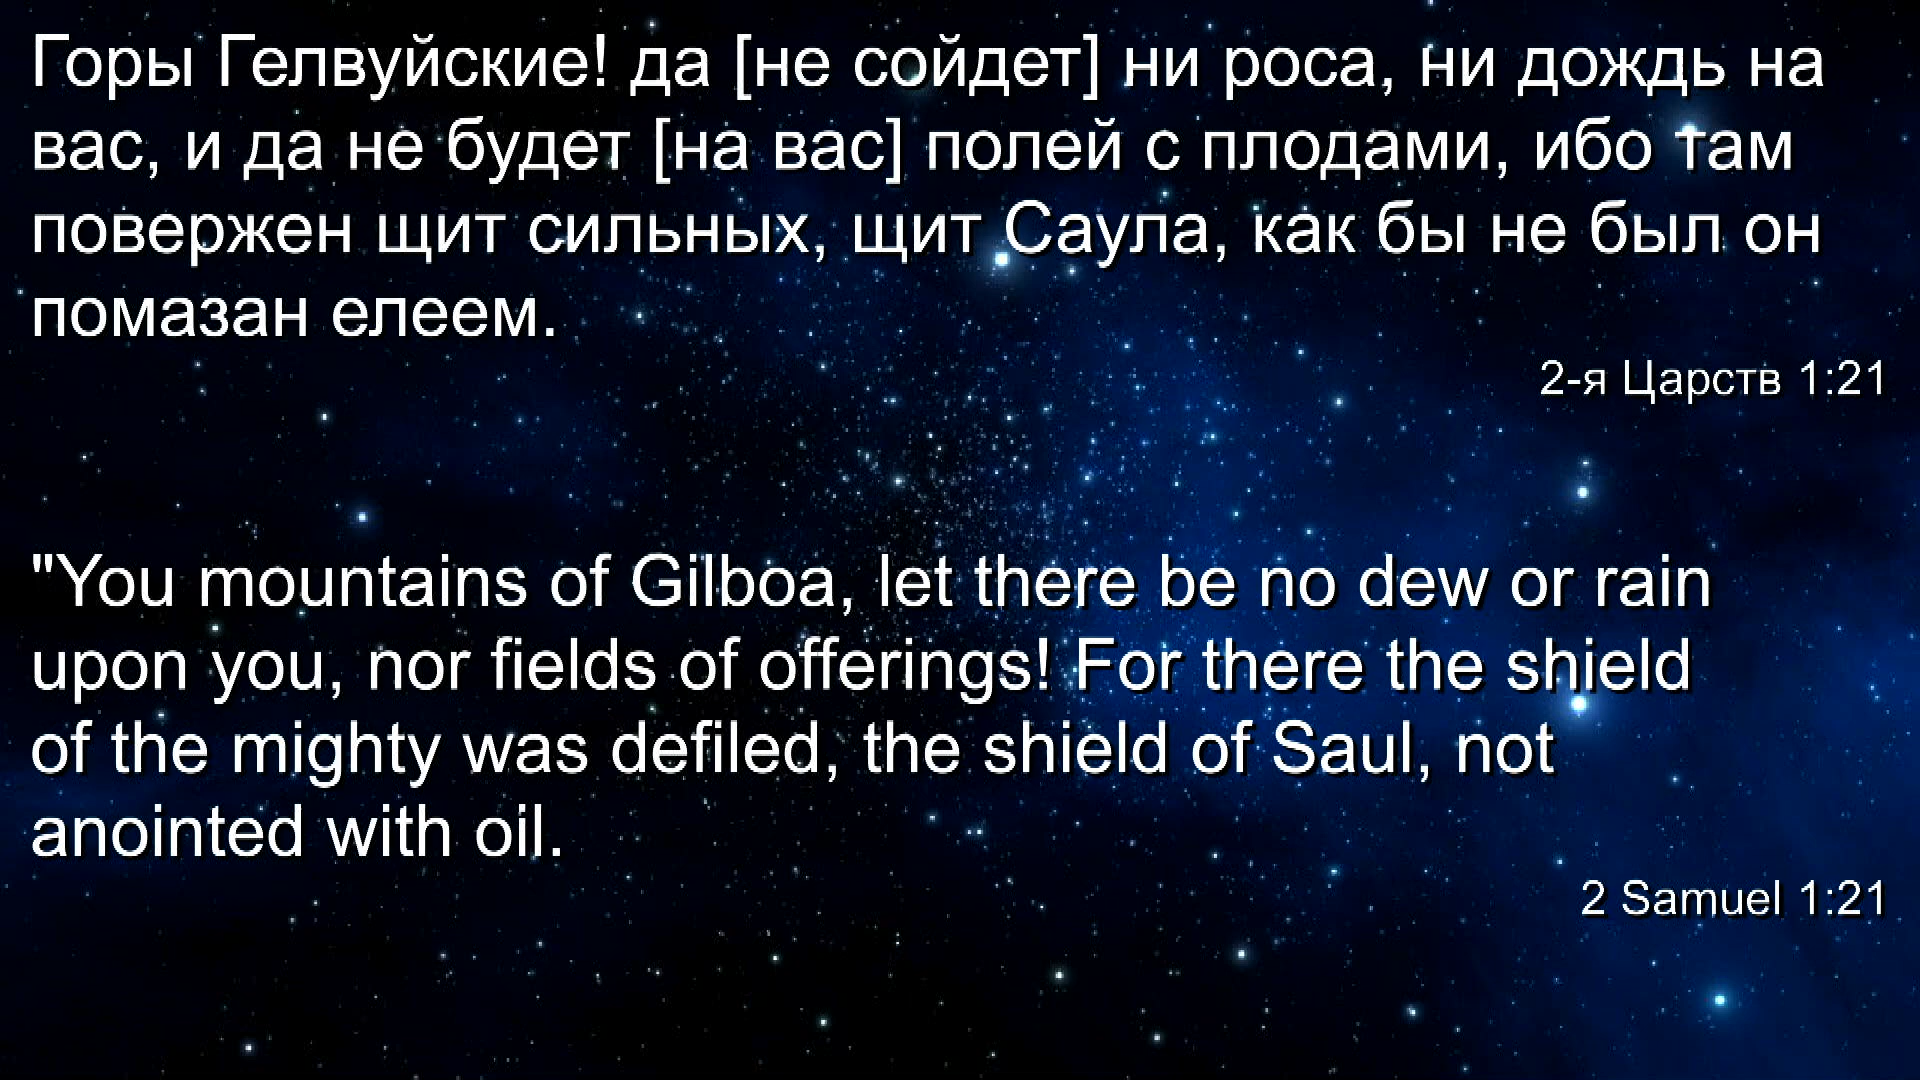 Горы Гелвуйские! да [не сойдет] ни роса, ни дождь на
вас, и да не будет [на вас] полей с плодами, ибо там
повержен щит сильных, щит Саула, как бы не был он
помазан елеем.
2-я Царств 1:21
"You mountains of Gilboa, let there be no dew or rain
upon you, nor fields of offerings! For there the shield
of the mighty was defiled, the shield of Saul, not
anointed with oil.
2 Samuel 1:21